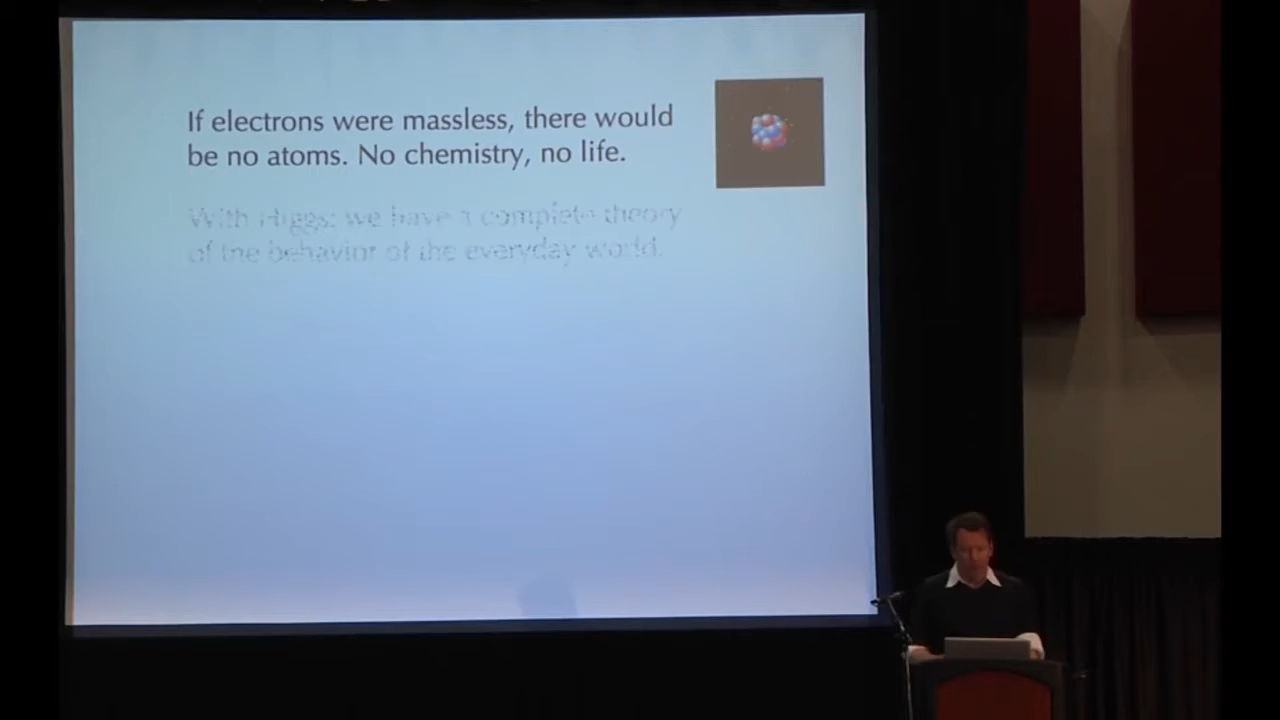 If electrons were massless, there would
be no atoms. No chemistry, no life.
With Higgs: we have a complete theory
of the behavior of the everyday world.